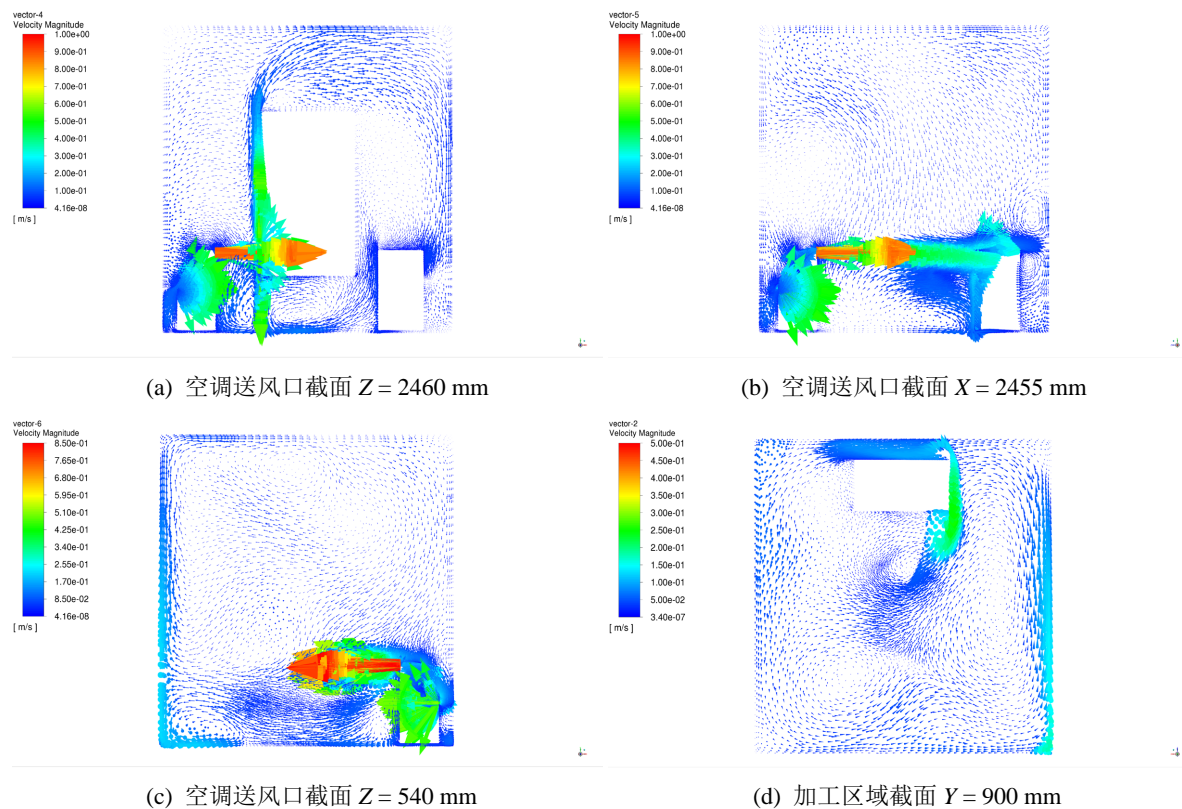 vector-4
Velocity Magnitude
1.00e+00
9.00e-01
8.00e-01
7.00e-01
6.00e-01
5.00e-01
4.00e-01
3.00e-01
2.00e-01
1.00e-01
4.16e-08
[ m/s ]
vector-5
Velocity Magnitude
1.00e+00
9.00e-01
8.00e-01
7.00e-01
6.00e-01
5.00e-01
4.00e-01
3.00e-01
2.00e-01
1.00e-01
4.16e-08
[ m/s ]
(a) 空调送风口截面 Z = 2460 mm
(b) 空调送风口截面 X = 2455 mm
vector-6
Velocity Magnitude
8.50e-01
7.65e-01
6.80e-01
5.95e-01
5.10e-01
4.25e-01
3.40e-01
2.55e-01
1.70e-01
8.50e-02
4.16e-08
[ m/s ]
vector-2
Velocity Magnitude
5.00e-01
4.50e-01
4.00e-01
3.50e-01
3.00e-01
2.50e-01
2.00e-01
1.50e-01
1.00e-01
5.00e-02
3.40e-07
[ m/s ]
(c) 空调送风口截面 Z = 540 mm
(d) 加工区域截面 Y = 900 mm